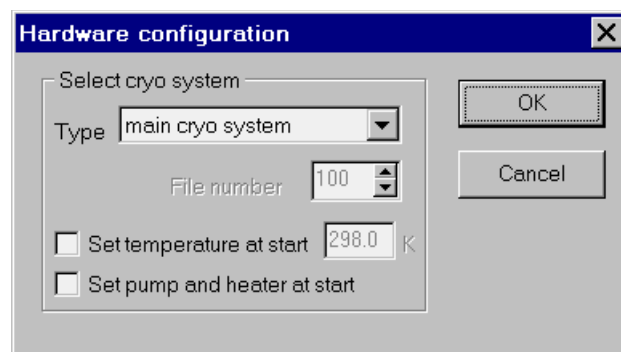 Hardware configuration
Select cryo system
Type main cryo system
File number 100
Set temperature at start 298.0 K
Set pump and heater at start
OK
Cancel